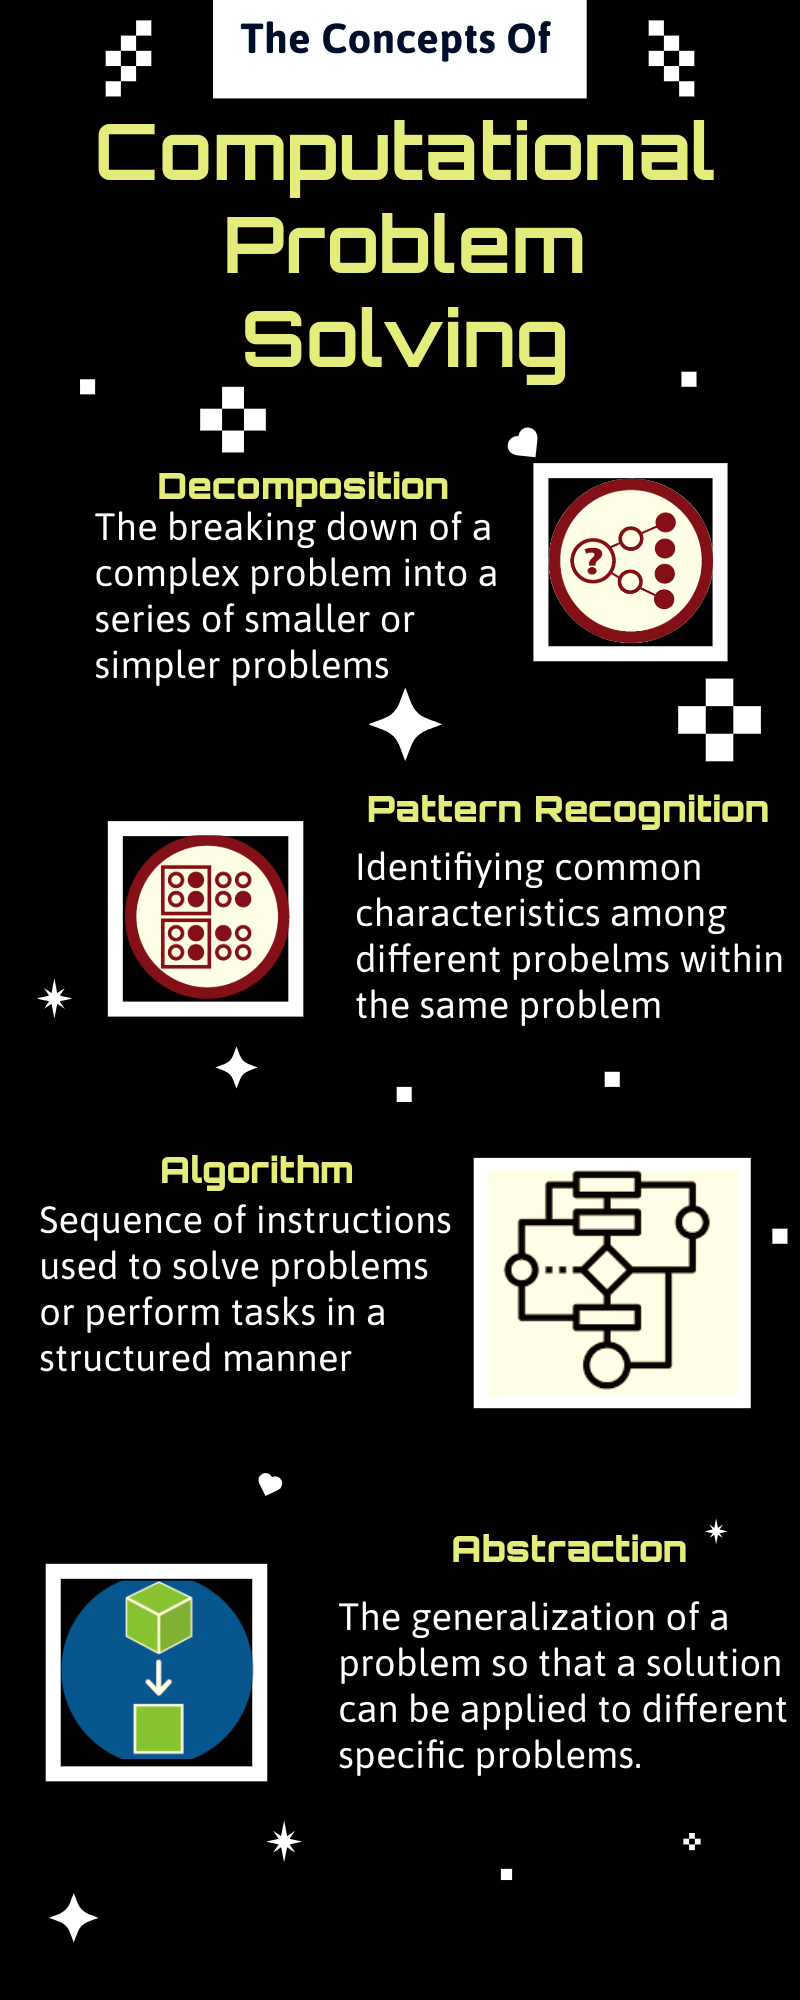 The Concepts Of
Computational
Problem
Solving
Decomposition
The breaking down of a
complex problem into a
series of smaller or
simpler problems
?
Pattern Recognition
Identifiying common
characteristics among
different probelms within
the same problem
Algorithm
Sequence of instructions
used to solve problems
or perform tasks in a
structured manner
Abstraction
The generalization of a
problem so that a solution
can be applied to different
specific problems.